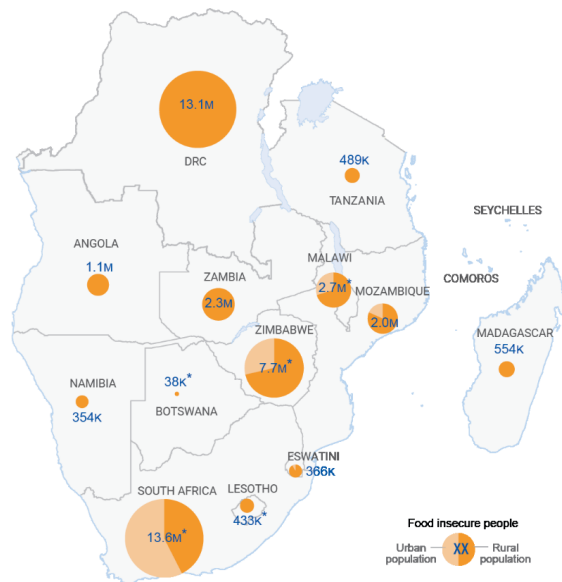 13.1M
DRC
489K
TANZANIA
SEYCHELLES
ANGOLA
1.1M
ZAMBIA
2.3M
MALAWI
2.7M*
MOZAMBIQUE
2.0M
COMOROS
MADAGASCAR
554K
ZIMBABWE
7.7M*
NAMIBIA
354K
38K*
BOTSWANA
ESWATINI
366K
SOUTH AFRICA
13.6M*
LESOTHO
433K*
Food insecure people
Urban population
XX
Rural population